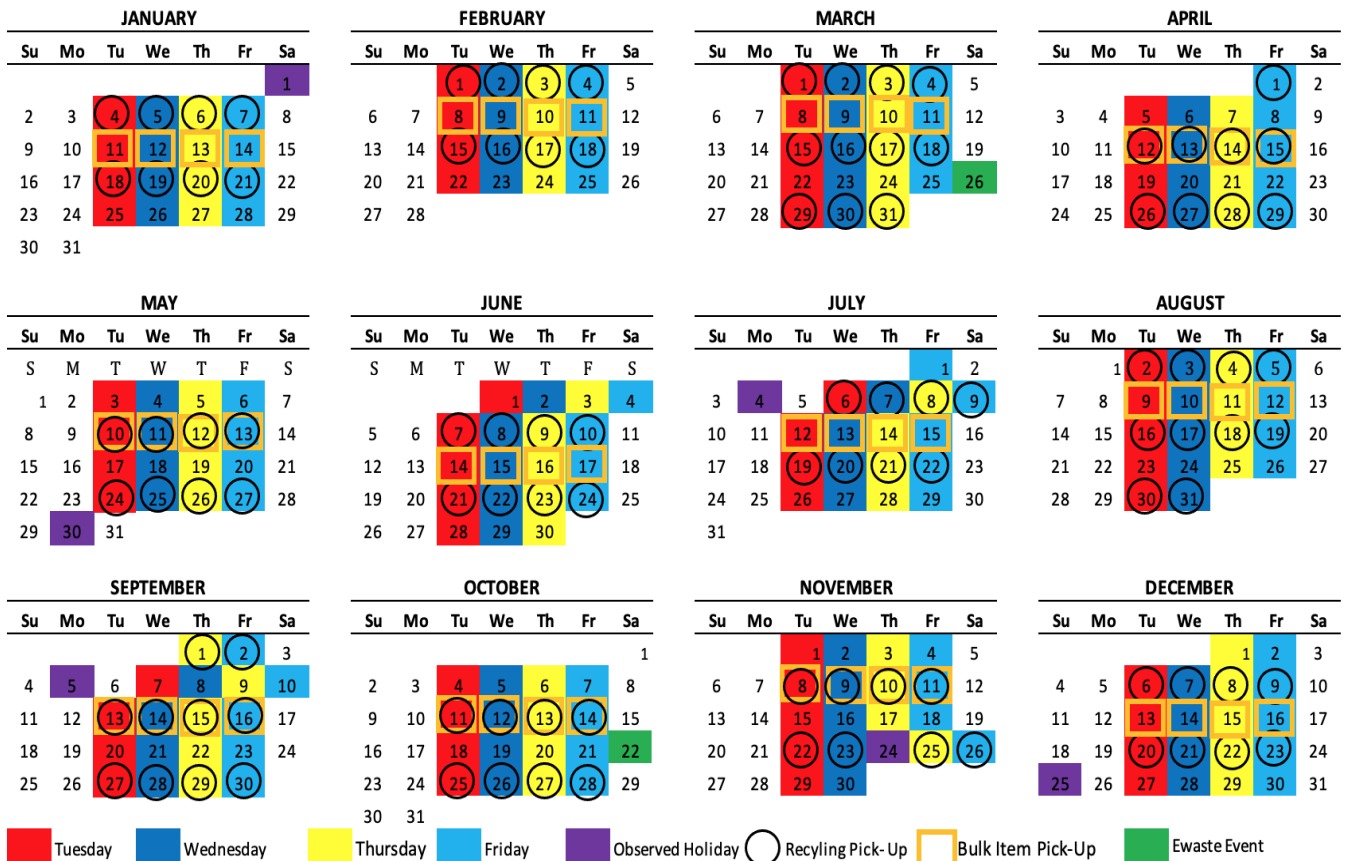 JANUARY FEBRUARY MARCH APRIL
Su Mo Tu We Th Fr Sa Su Mo Tu We Th Fr Sa Su Mo Tu We Th Fr Sa Su Mo Tu We Th Fr Sa
1 1 2 3 4 5 1 2 3 4 5 1 2
2 3 4 5 6 7 8 6 7 8 9 10 11 12 6 7 8 9 10 11 12 3 4 5 6 7 8 9
9 10 11 12 13 14 15 13 14 15 16 17 18 19 13 14 15 16 17 18 19 10 11 12 13 14 15 16
16 17 18 19 20 21 22 20 21 22 23 24 25 26 20 21 22 23 24 25 26 17 18 19 20 21 22 23
23 24 25 26 27 28 29 27 28 27 28 29 30 31 24 25 26 27 28 29 30
30 31
MAY JUNE JULY AUGUST
Su Mo Tu We Th Fr Sa Su Mo Tu We Th Fr Sa Su Mo Tu We Th Fr Sa Su Mo Tu We Th Fr Sa
S M T W T F S S M T W T F S 1 2 1 2 3 4 5 6
1 2 3 4 5 6 7 1 2 3 4 3 4 5 6 7 8 9 7 8 9 10 11 12 13
8 9 10 11 12 13 14 5 6 7 8 9 10 11 10 11 12 13 14 15 16 14 15 16 17 18 19 20
15 16 17 18 19 20 21 12 13 14 15 16 17 18 17 18 19 20 21 22 23 21 22 23 24 25 26 27
22 23 24 25 26 27 28 19 20 21 22 23 24 25 24 25 26 27 28 29 30 28 29 30 31
29 30 31 26 27 28 29 30 31
SEPTEMBER OCTOBER NOVEMBER DECEMBER
Su Mo Tu We Th Fr Sa Su Mo Tu We Th Fr Sa Su Mo Tu We Th Fr Sa Su Mo Tu We Th Fr Sa
1 2 3 1 1 2 3 4 5 1 2 3
4 5 6 7 8 9 10 2 3 4 5 6 7 8 6 7 8 9 10 11 12 4 5 6 7 8 9 10
11 12 13 14 15 16 17 9 10 11 12 13 14 15 13 14 15 16 17 18 19 11 12 13 14 15 16 17
18 19 20 21 22 23 24 16 17 18 19 20 21 22 20 21 22 23 24 25 26 18 19 20 21 22 23 24
25 26 27 28 29 30 23 24 25 26 27 28 29 27 28 29 30 25 26 27 28 29 30 31
30 31
Tuesday Wednesday Thursday Friday Observed Holiday Recyling Pick-Up Bulk Item Pick-Up Ewaste Event